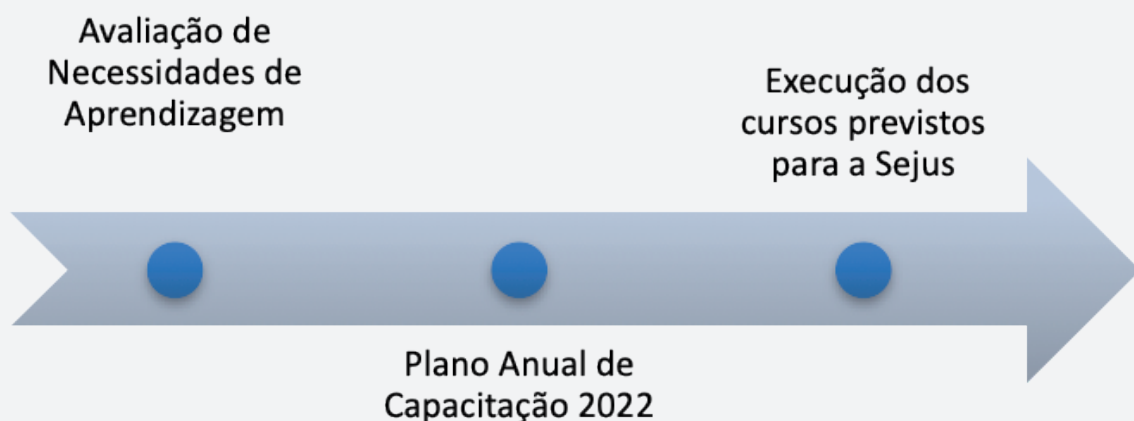 Avaliação de
Necessidades de
Aprendizagem
Plano Anual de
Capacitação 2022
Execução dos
cursos previstos
para a Sejus